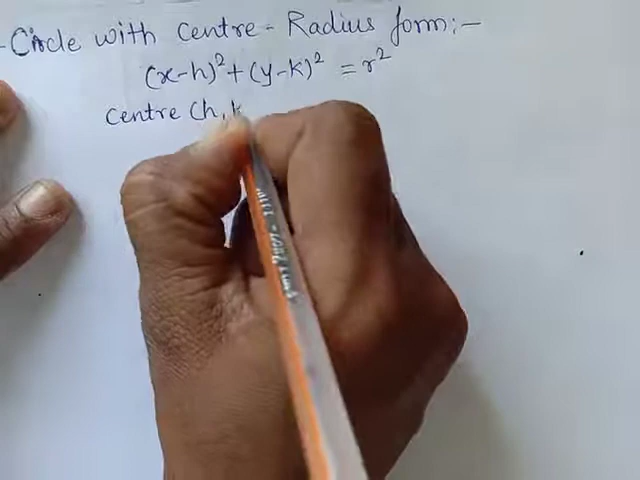 Circle with centre - Radius form:-
(x-h)² + (y-k)² = r²
centre (h, k